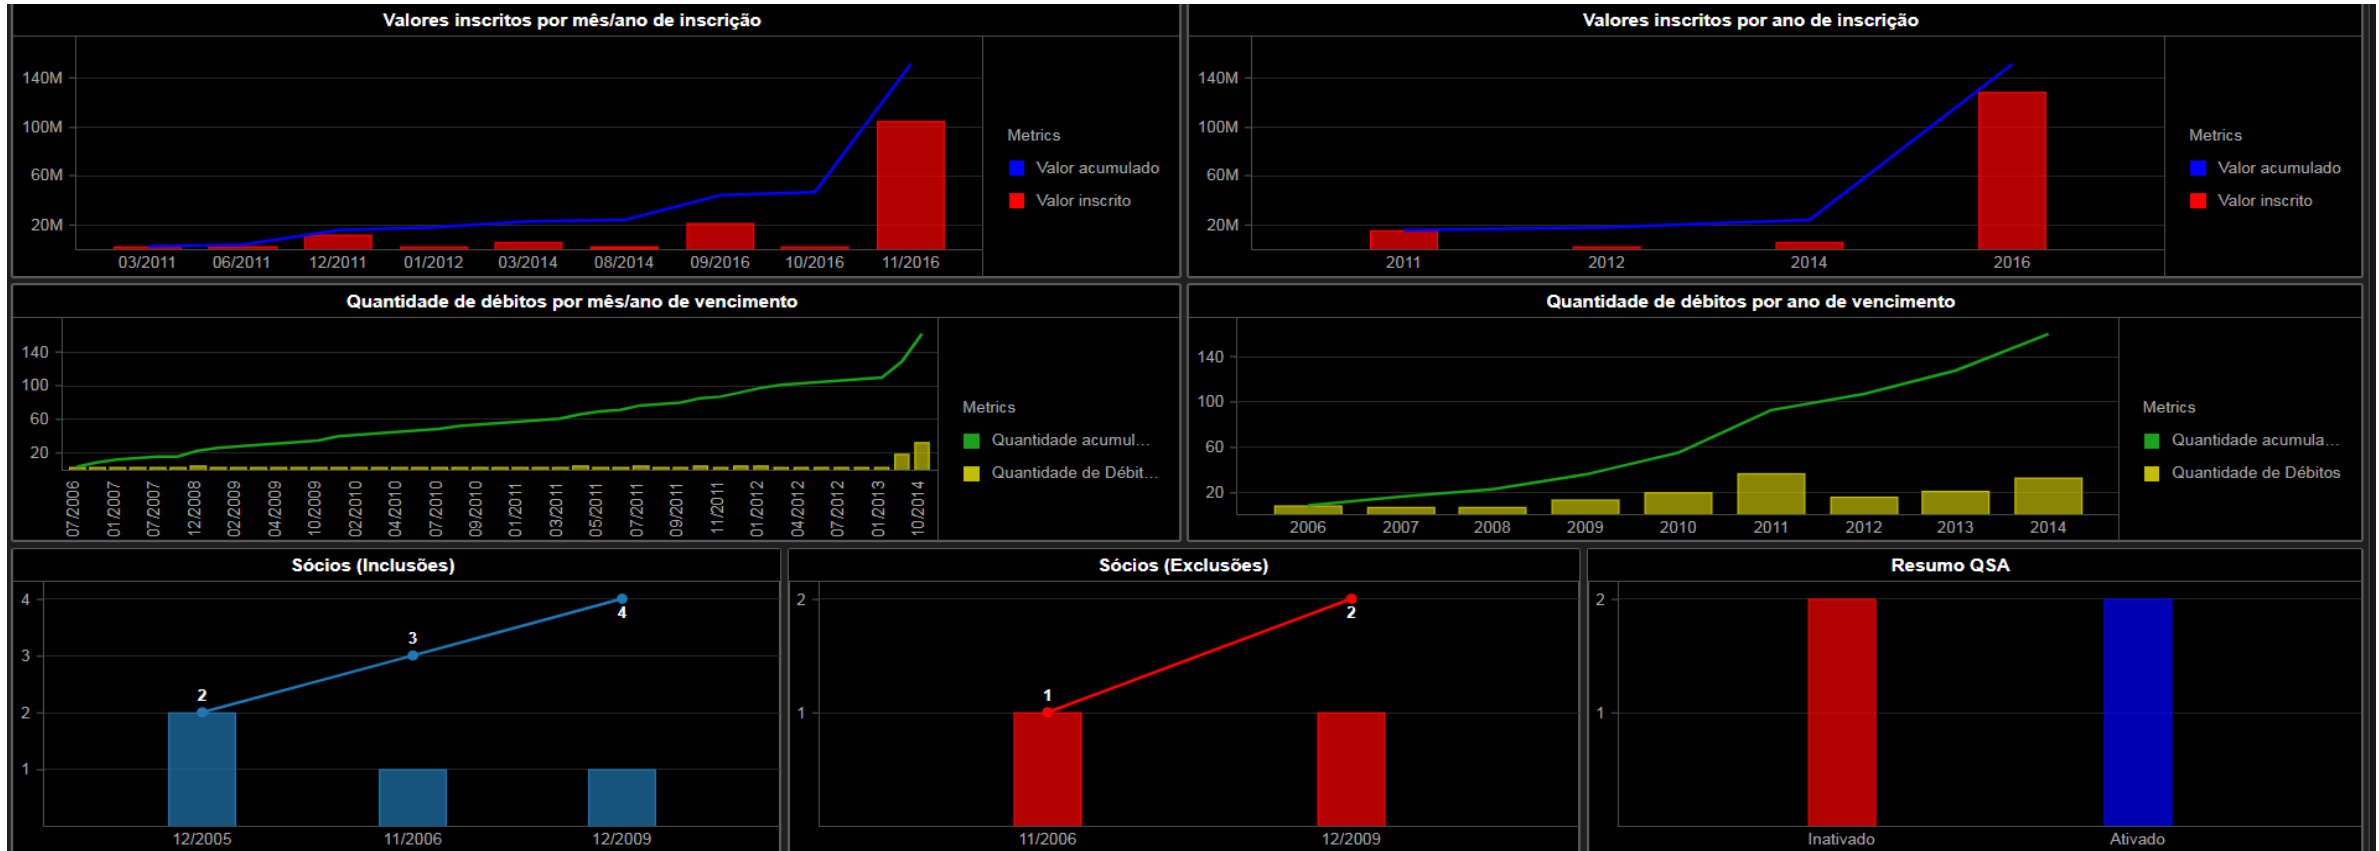 Valores inscritos por mês/ano de inscrição
140M
100M
60M
20M
03/2011 06/2011 12/2011 01/2012 03/2014 08/2014 09/2016 10/2016 11/2016
Metrics
Valor acumulado
Valor inscrito
Valores inscritos por ano de inscrição
140M
100M
60M
20M
2011 2012 2014 2016
Metrics
Valor acumulado
Valor inscrito
Quantidade de débitos por mês/ano de vencimento
140
100
60
20
07/2006 01/2007 07/2007 12/2008 02/2009 04/2009 10/2009 02/2010 04/2010 07/2010 09/2010 01/2011 03/2011 05/2011 07/2011 09/2011 11/2011 01/2012 04/2012 07/2012 01/2013 10/2014
Metrics
Quantidade acumul...
Quantidade de Débit...
Quantidade de débitos por ano de vencimento
140
100
60
20
2006 2007 2008 2009 2010 2011 2012 2013 2014
Metrics
Quantidade acumula...
Quantidade de Débitos
Sócios (Inclusões)
4
3
2
1
2
3
4
12/2005 11/2006 12/2009
Sócios (Exclusões)
2
1
1
2
11/2006 12/2009
Resumo QSA
2
1
Inativado Ativado